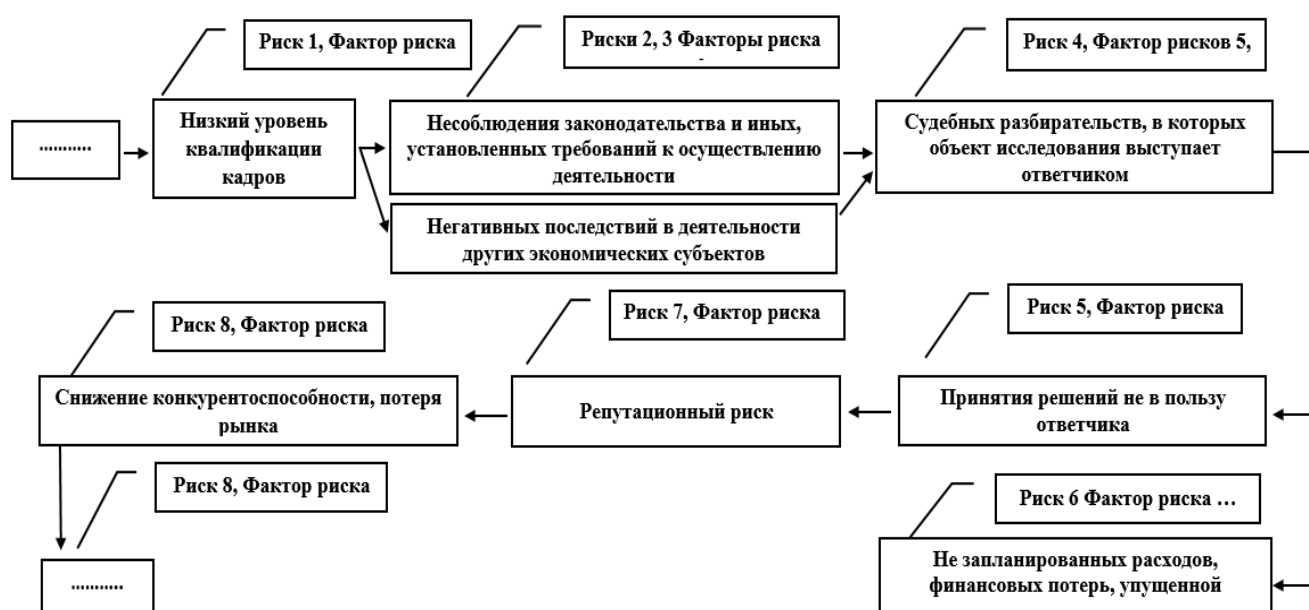 Риск 1, Фактор риска
Риски 2, 3 Факторы риска
Риск 4, Фактор рисков 5,
...........
Низкий уровень
квалификации
кадров
Несоблюдения законодательства и иных,
установленных требований к осуществлению
деятельности
Негативных последствий в деятельности
других экономических субъектов
Судебных разбирательств, в которых
объект исследования выступает
ответчиком
Риск 8, Фактор риска
Риск 7, Фактор риска
Риск 5, Фактор риска
Снижение конкурентоспособности, потеря
рынка
Репутационный риск
Принятия решений не в пользу
ответчика
Риск 8, Фактор риска
Риск 6 Фактор риска …
...........
Не запланированных расходов,
финансовых потерь, упущенной